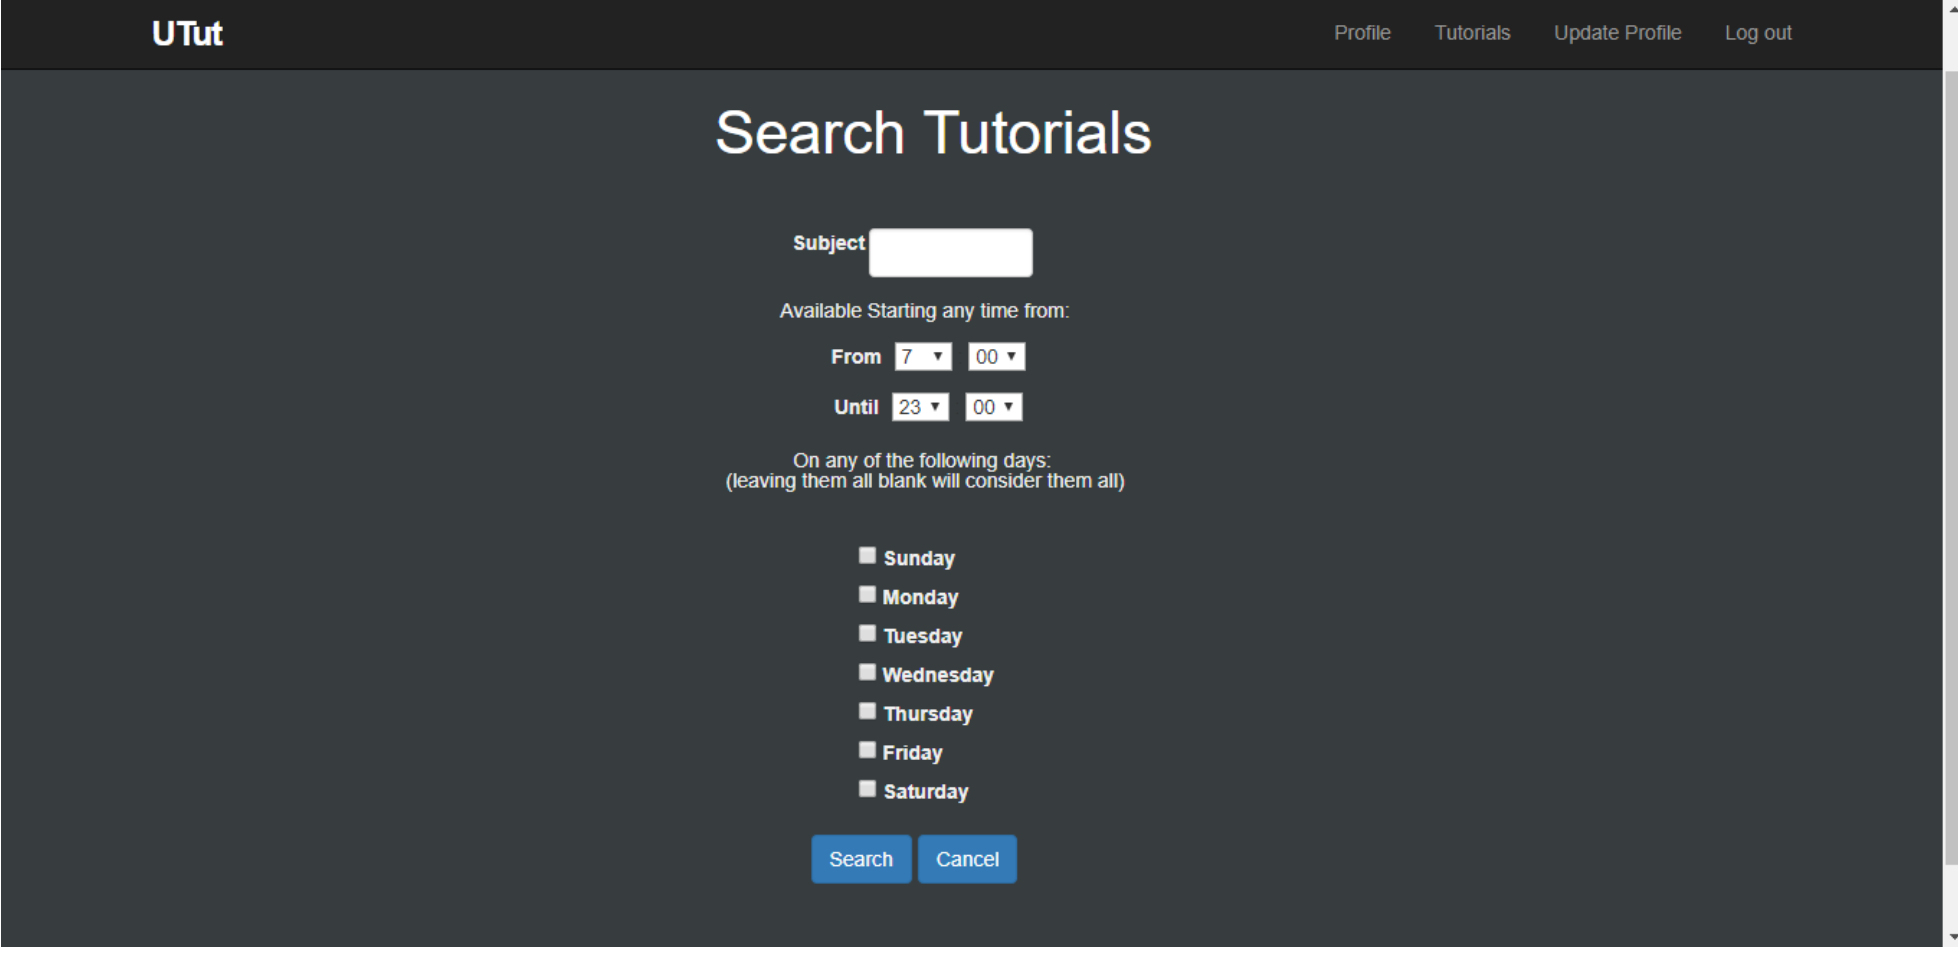 UTut Profile Tutorials Update Profile Log out
Search Tutorials
Subject
Available Starting any time from:
From 7 00
Until 23 00
On any of the following days:
(leaving them all blank will consider them all)
Sunday
Monday
Tuesday
Wednesday
Thursday
Friday
Saturday
Search Cancel